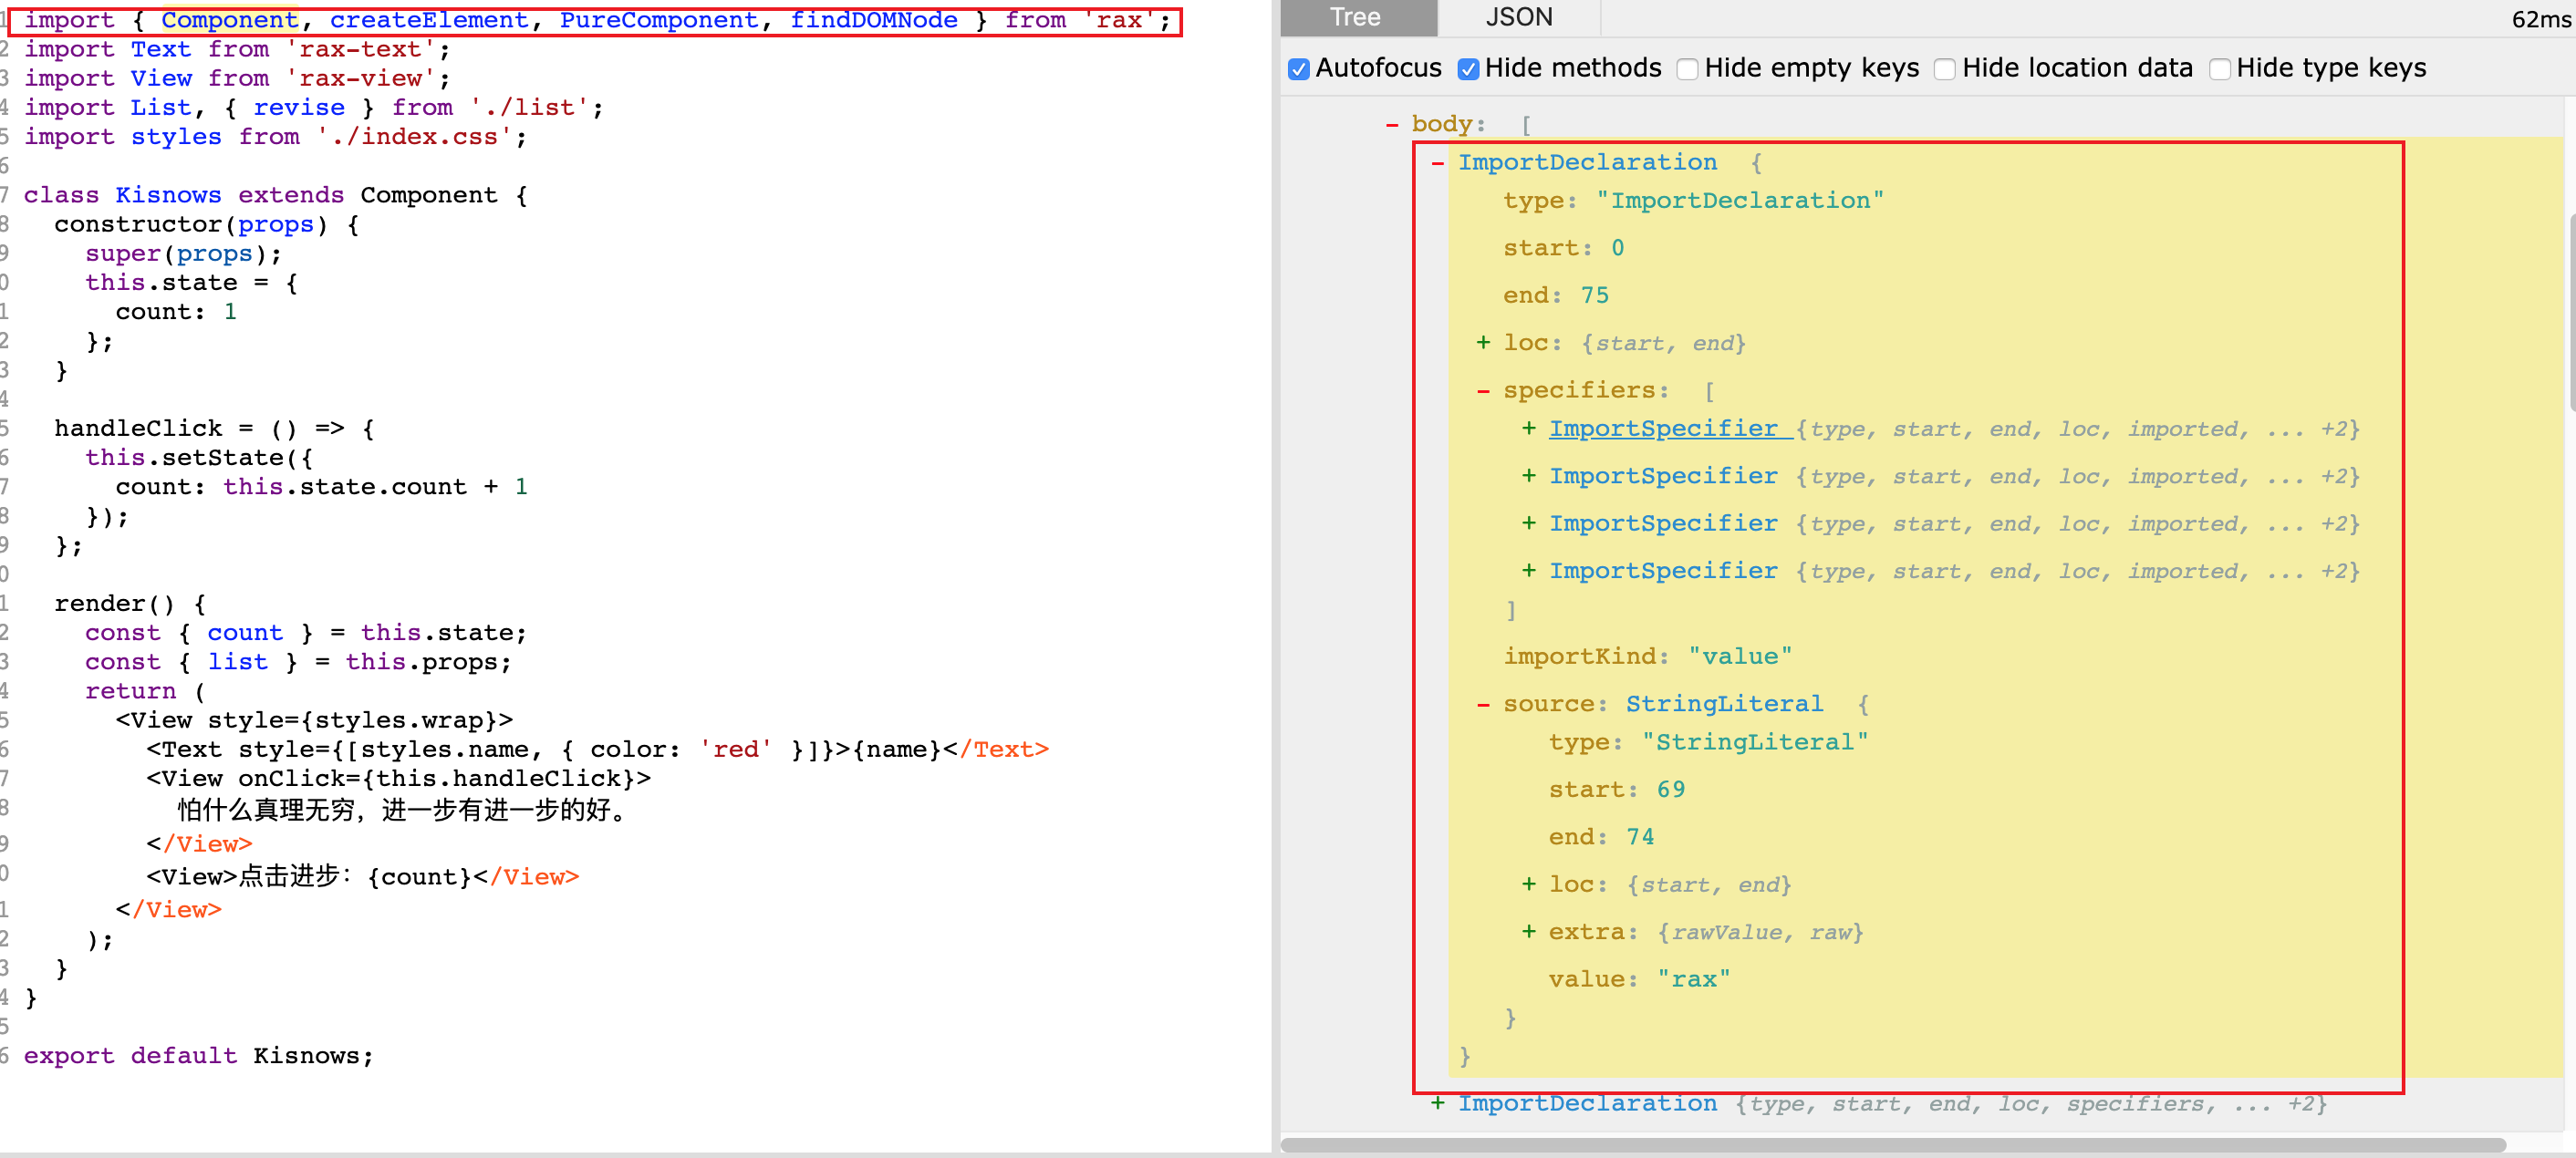 1 import { Component, createElement, PureComponent, findDOMNode } from 'rax';
2 import Text from 'rax-text';
3 import View from 'rax-view';
4 import List, { revise } from './list';
5 import styles from './index.css';
6
7 class Kisnows extends Component {
8   constructor(props) {
9     super(props);
0     this.state = {
1       count: 1
2     };
3   }
4
5   handleClick = () => {
6     this.setState({
7       count: this.state.count + 1
8     });
9   };
0
1   render() {
2     const { count } = this.state;
3     const { list } = this.props;
4     return (
5       <View style={styles.wrap}>
6         <Text style={[styles.name, { color: 'red' }]}>{name}</Text>
7         <View onClick={this.handleClick}>
8           怕什么真理无穷，进一步有进一步的好。
9         </View>
0         <View>点击进步：{count}</View>
1       </View>
2     );
3   }
4 }
5
6 export default Kisnows;
Tree JSON 62ms
Autofocus Hide methods Hide empty keys Hide location data Hide type keys
- body: [
- ImportDeclaration {
type: "ImportDeclaration"
start: 0
end: 75
+ loc: {start, end}
- specifiers: [
+ ImportSpecifier {type, start, end, loc, imported, ... +2}
+ ImportSpecifier {type, start, end, loc, imported, ... +2}
+ ImportSpecifier {type, start, end, loc, imported, ... +2}
+ ImportSpecifier {type, start, end, loc, imported, ... +2}
]
importKind: "value"
- source: StringLiteral {
type: "StringLiteral"
start: 69
end: 74
+ loc: {start, end}
+ extra: {rawValue, raw}
value: "rax"
}
}
+ ImportDeclaration {type, start, end, loc, specifiers, ... +2}